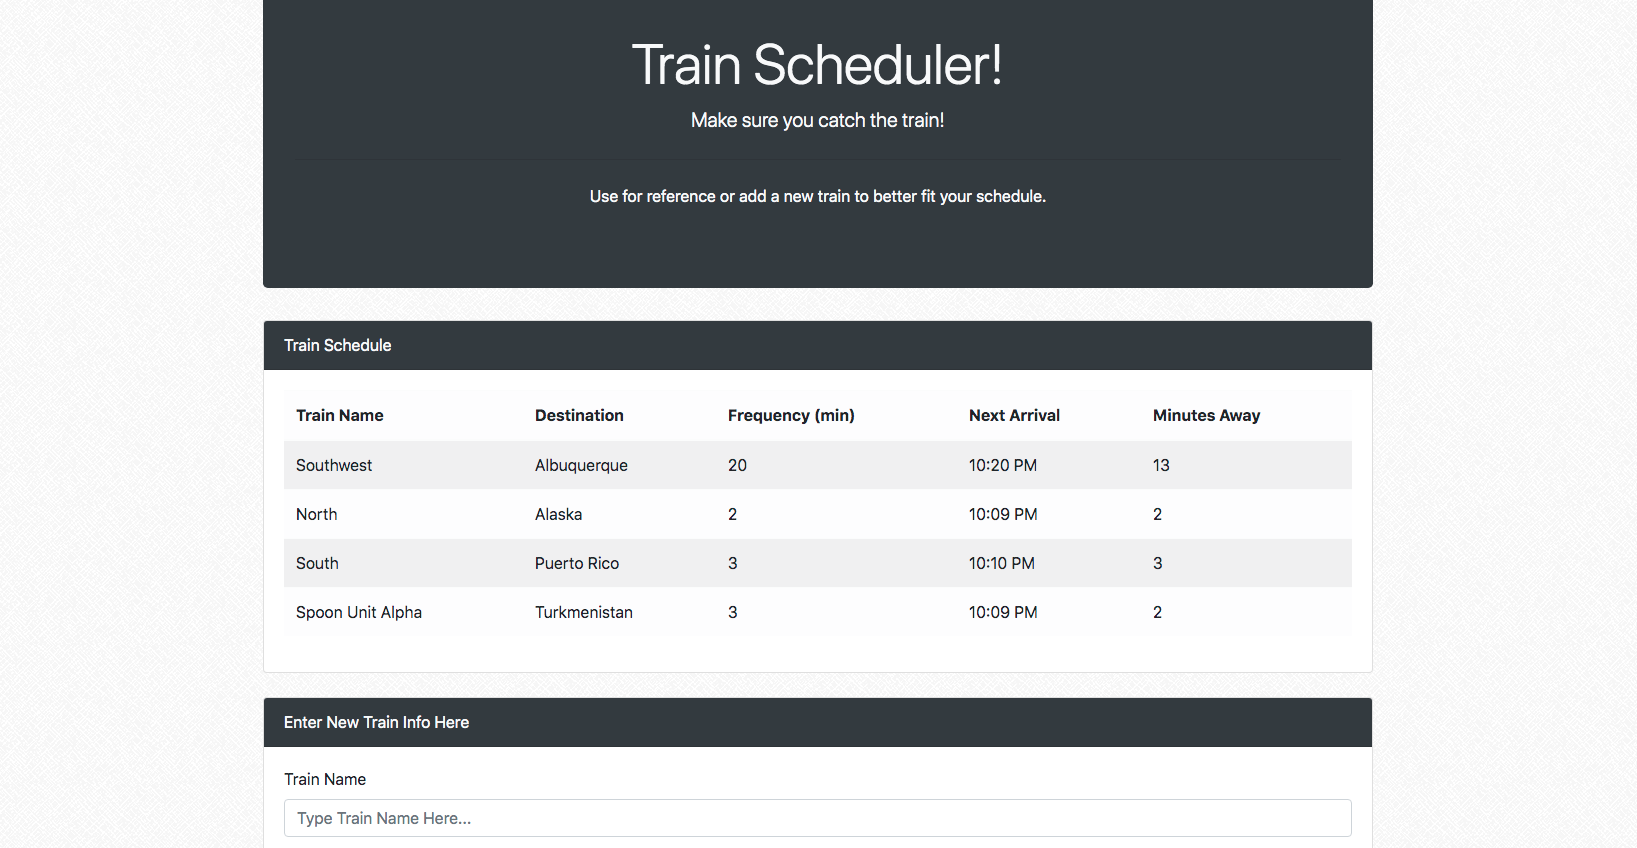 Train Scheduler!
Make sure you catch the train!
Use for reference or add a new train to better fit your schedule.
Train Schedule
Train Name Destination Frequency (min) Next Arrival Minutes Away
Southwest Albuquerque 20 10:20 PM 13
North Alaska 2 10:09 PM 2
South Puerto Rico 3 10:10 PM 3
Spoon Unit Alpha Turkmenistan 3 10:09 PM 2
Enter New Train Info Here
Train Name
Type Train Name Here...